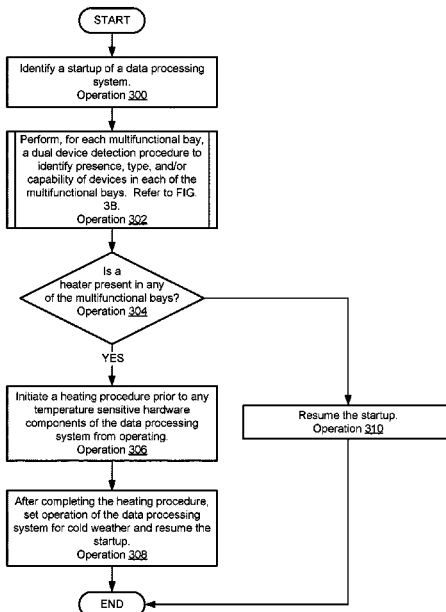 START
Identify a startup of a data processing
system.
Operation 300
Perform, for each multifunctional bay,
a dual device detection procedure to
identify presence, type, and/or
capability of devices in each of the
multifunctional bays. Refer to FIG.
3B.
Operation 302
Is a
heater present in any
of the multifunctional bays?
Operation 304
YES
Initiate a heating procedure prior to any
temperature sensitive hardware
components of the data processing
system from operating.
Operation 306
Resume the startup.
Operation 310
After completing the heating procedure,
set operation of the data processing
system for cold weather and resume the
startup.
Operation 308
END